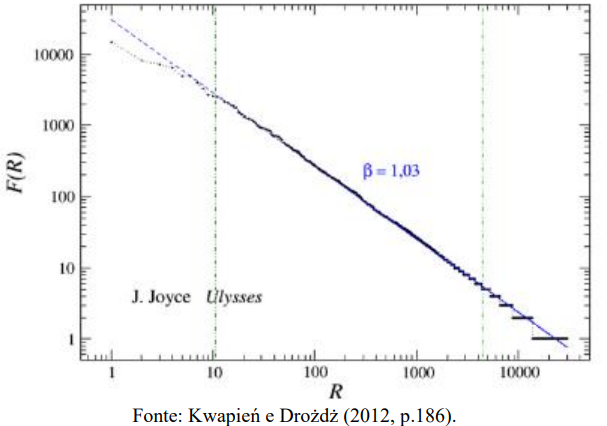 10000
1000
100
10
1
F(R)
β = 1,03
J. Joyce Ulysses
1 10 100 1000 10000
R
Fonte: Kwapień e Drożdż (2012, p.186).